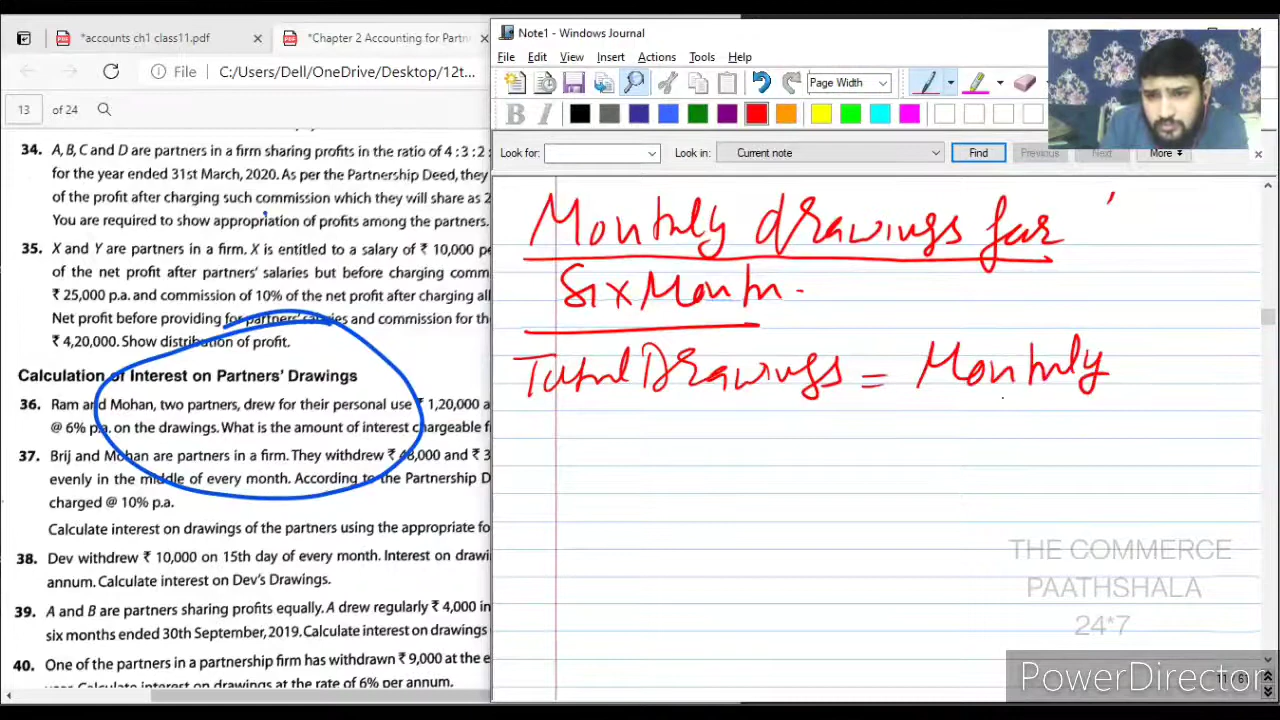 *accounts ch1 class11.pdf
*Chapter 2 Accounting for Partn
File
C:/Users/Dell/OneDrive/Desktop/12t...
13 of 24
34. A, B, C and D are partners in a firm sharing profits in the ratio of 4 : 3 : 2 :
for the year ended 31st March, 2020. As per the Partnership Deed, they
of the profit after charging such commission which they will share as 2
You are required to show appropriation of profits among the partners.
35. X and Y are partners in a firm. X is entitled to a salary of ₹ 10,000 pe
of the net profit after partners' salaries but before charging comm
₹ 25,000 p.a. and commission of 10% of the net profit after charging all
Net profit before providing for partners' salaries and commission for th
₹ 4,20,000. Show distribution of profit.
Calculation of Interest on Partners' Drawings
36. Ram and Mohan, two partners, drew for their personal use ₹ 1,20,000 a
@ 6% p.a. on the drawings. What is the amount of interest chargeable f
37. Brij and Mohan are partners in a firm. They withdrew ₹ 48,000 and ₹ 3
evenly in the middle of every month. According to the Partnership D
charged @ 10% p.a.
Calculate interest on drawings of the partners using the appropriate fo
38. Dev withdrew ₹ 10,000 on 15th day of every month. Interest on drawi
annum. Calculate interest on Dev's Drawings.
39. A and B are partners sharing profits equally. A drew regularly ₹ 4,000 in
six months ended 30th September, 2019. Calculate interest on drawings
40. One of the partners in a partnership firm has withdrawn ₹ 9,000 at the e
year. Calculate interest on drawings at the rate of 6% per annum.
Note1 - Windows Journal
File Edit View Insert Actions Tools Help
Page Width
B I
Look for: Look in: Current note Find Previous Next More
Monthly drawings for
Six Month
Total Drawings = Monthly
THE COMMERCE
PAATHSHALA
24*7
PowerDirector